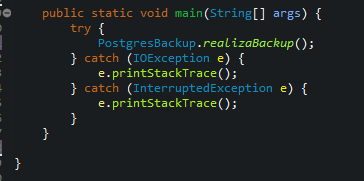 public static void main(String[] args) {
try {
PostgresBackup.realizaBackup();
} catch (IOException e) {
e.printStackTrace();
} catch (InterruptedException e) {
e.printStackTrace();
}
}
}